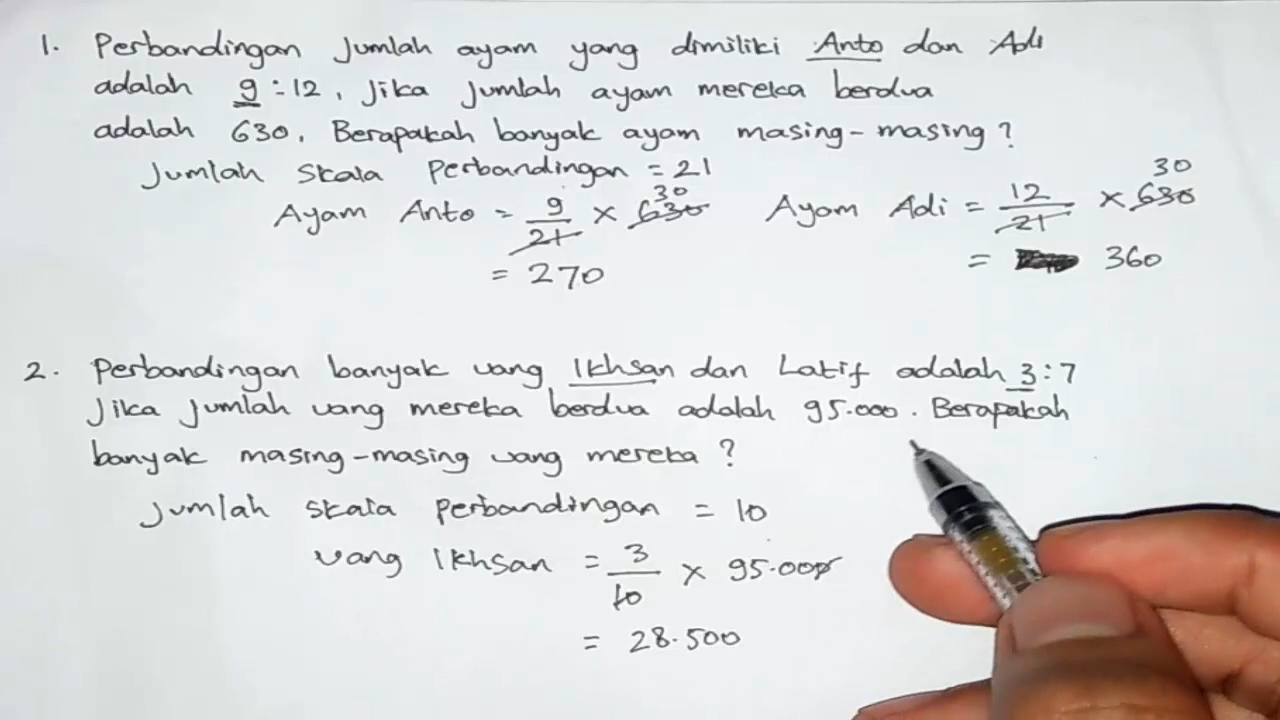 1. Perbandingan Jumlah ayam yang dimiliki Anto dan Adi
adalah 9:12, Jika jumlah ayam mereka berdua
adalah 630. Berapakah banyak ayam masing-masing?
Jumlah skala perbandingan = 21
Ayam Anto = 9/21 x 630 30
= 270
Ayam Adi = 12/21 x 630 30
= 360
2. Perbandingan banyak uang Ikhsan dan Latif adalah 3:7
Jika jumlah uang mereka berdua adalah 95.000. Berapakah
banyak masing-masing uang mereka?
Jumlah skala perbandingan = 10
uang Ikhsan = 3/10 x 95.000
= 28.500